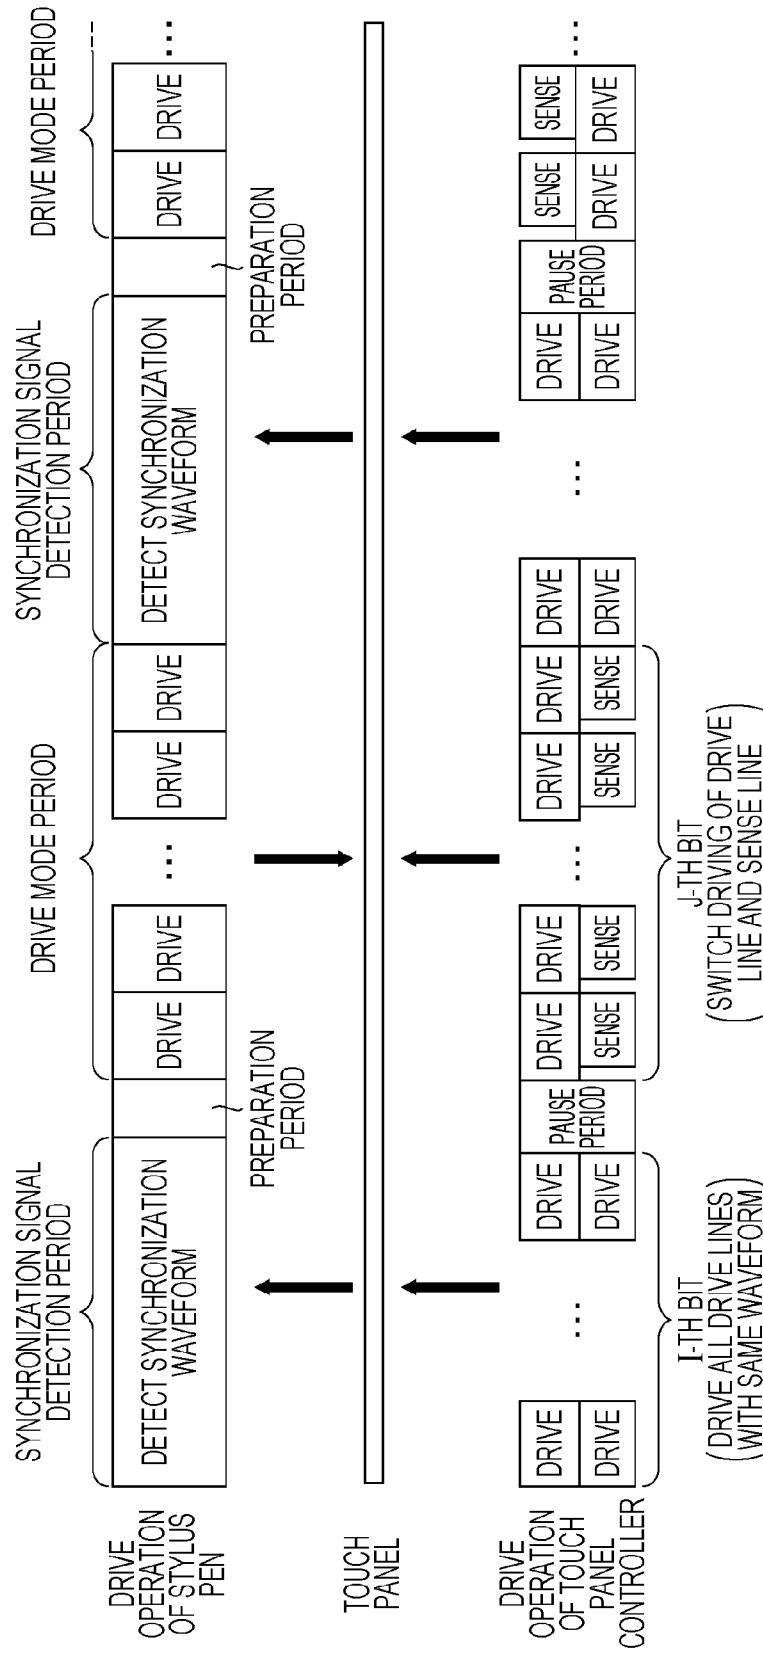 SYNCHRONIZATION SIGNAL
DETECTION PERIOD
DRIVE MODE PERIOD
SYNCHRONIZATION SIGNAL
DETECTION PERIOD
DRIVE MODE PERIOD
DRIVE
OPERATION
OF STYLUS
PEN
DETECT SYNCHRONIZATION
WAVEFORM
DRIVE
DRIVE
...
DRIVE
DRIVE
DETECT SYNCHRONIZATION
WAVEFORM
DRIVE
DRIVE
...
PREPARATION
PERIOD
PREPARATION
PERIOD
TOUCH
PANEL
DRIVE
OPERATION
OF TOUCH
PANEL
CONTROLLER
DRIVE
DRIVE
...
DRIVE
DRIVE
PAUSE
PERIOD
DRIVE
SENSE
DRIVE
SENSE
...
DRIVE
SENSE
DRIVE
SENSE
DRIVE
DRIVE
...
DRIVE
DRIVE
PAUSE
PERIOD
SENSE
DRIVE
SENSE
DRIVE
...
I-TH BIT
(DRIVE ALL DRIVE LINES
WITH SAME WAVEFORM)
J-TH BIT
(SWITCH DRIVING OF DRIVE
LINE AND SENSE LINE)